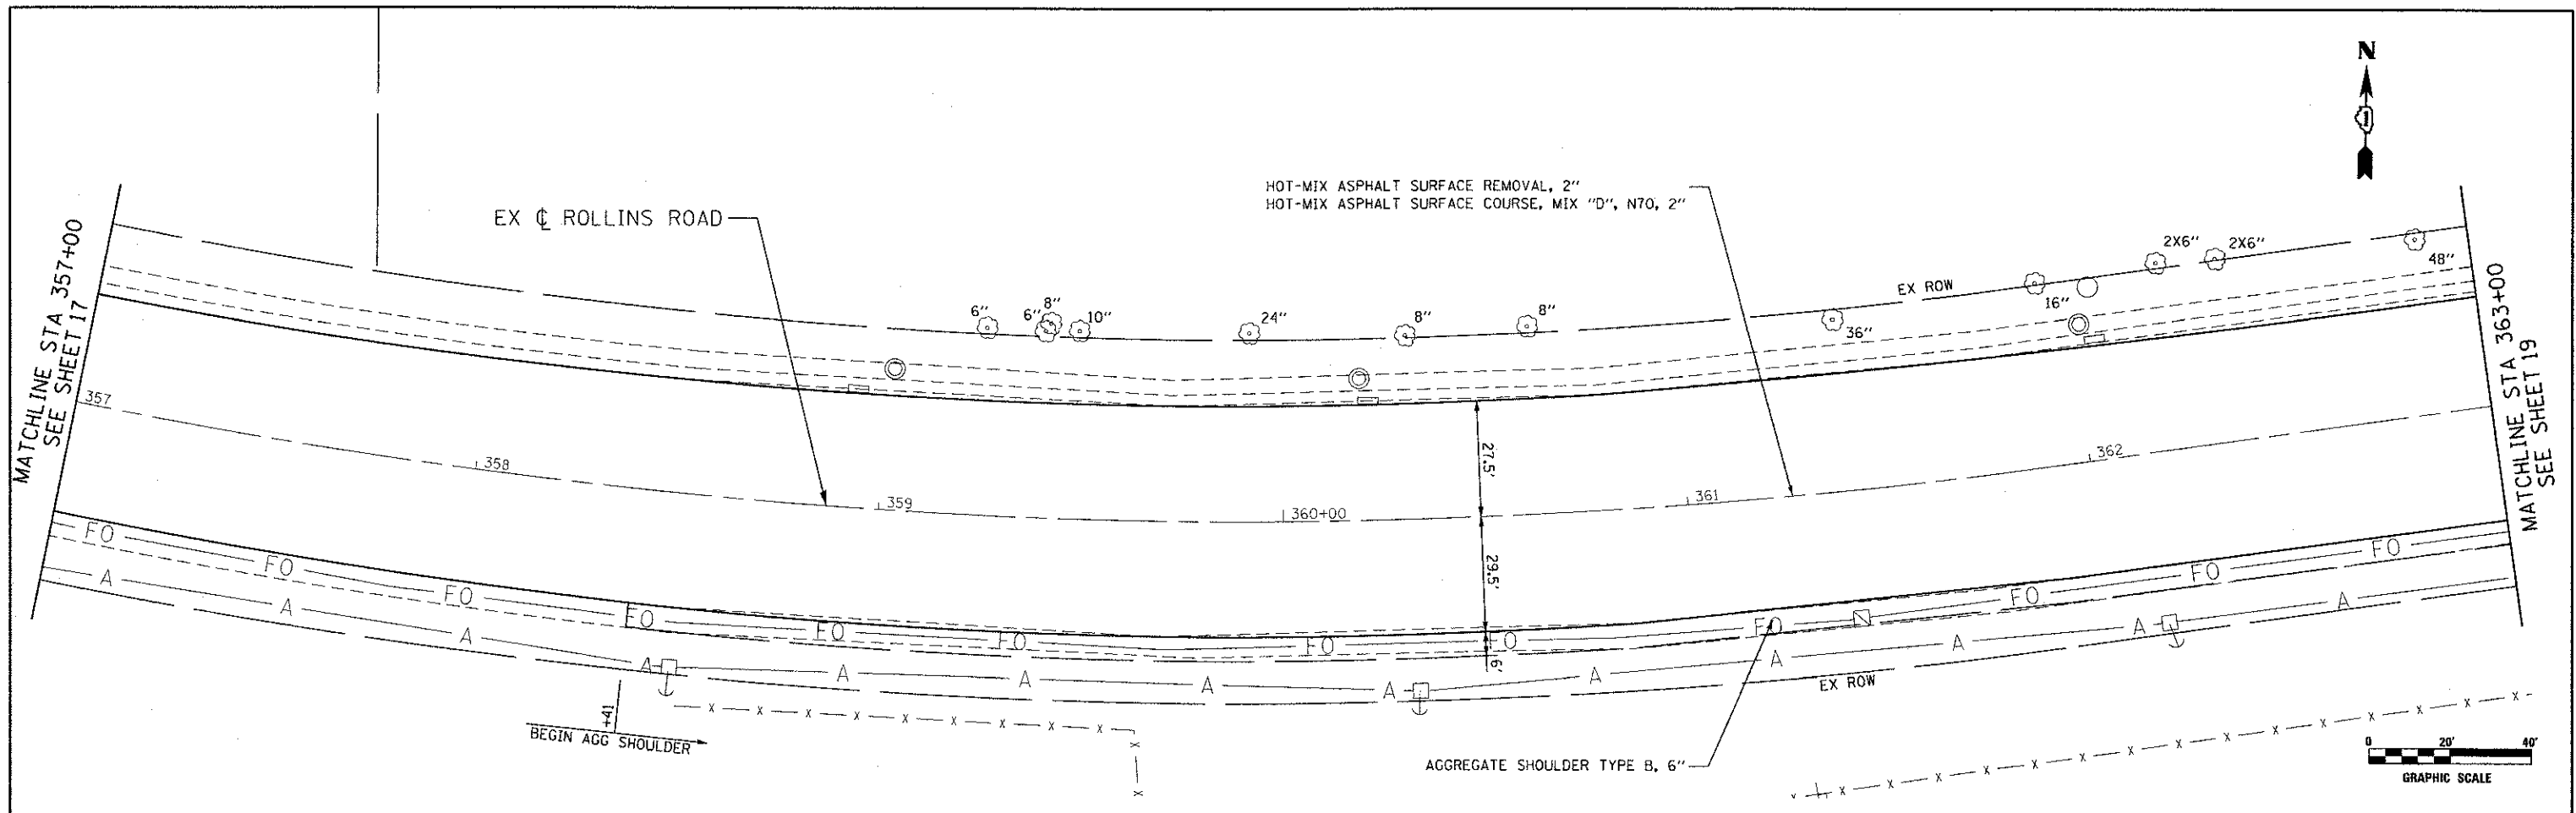 N
HOT-MIX ASPHALT SURFACE REMOVAL, 2"
HOT-MIX ASPHALT SURFACE COURSE, MIX "D", N70, 2"
EX ℄ ROLLINS ROAD
MATCHLINE STA 357+00
SEE SHEET 17
2X6"
2X6"
48"
EX ROW
16"
36"
6"
6"
8"
10"
24"
8"
8"
MATCHLINE STA 363+00
SEE SHEET 19
357
358
359
360+00
361
362
27.5'
29.5'
6'
FO
FO
FO
FO
FO
FO
FO
FO
FO
FO
FO
FO
A
A
A
A
A
A
A
A
A
A
A
A
EX ROW
+41
BEGIN AGG SHOULDER
X X X X X X X X X
X
X
AGGREGATE SHOULDER TYPE B, 6"
X X X X X X X X X X X X X X X
0 20' 40'
GRAPHIC SCALE